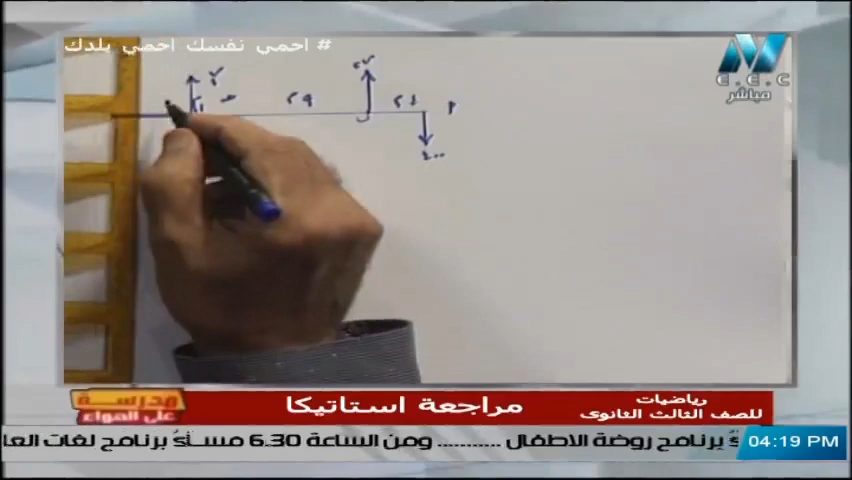 # احمي نفسك احمي بلدك
E.E.C
مباشر
مدرسة
على الهواء
مراجعة استاتيكا
رياضيات
للصف الثالث الثانوى
برنامج روضة الاطفال .......... ومن الساعة 6.30 مساءً برنامج لغات العا
04:19 PM